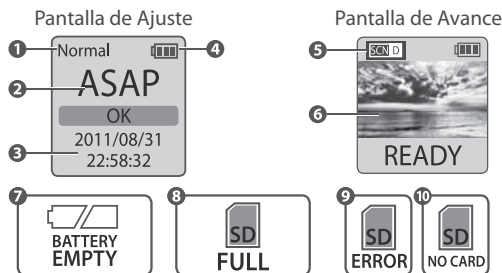 Pantalla de Ajuste
Pantalla de Avance
1 Normal 4
2 ASAP
OK
3 2011/08/31
22:58:32
5 SCN D
6
READY
7 BATTERY
EMPTY
8 SD
FULL
9 SD
ERROR
10 SD
NO CARD